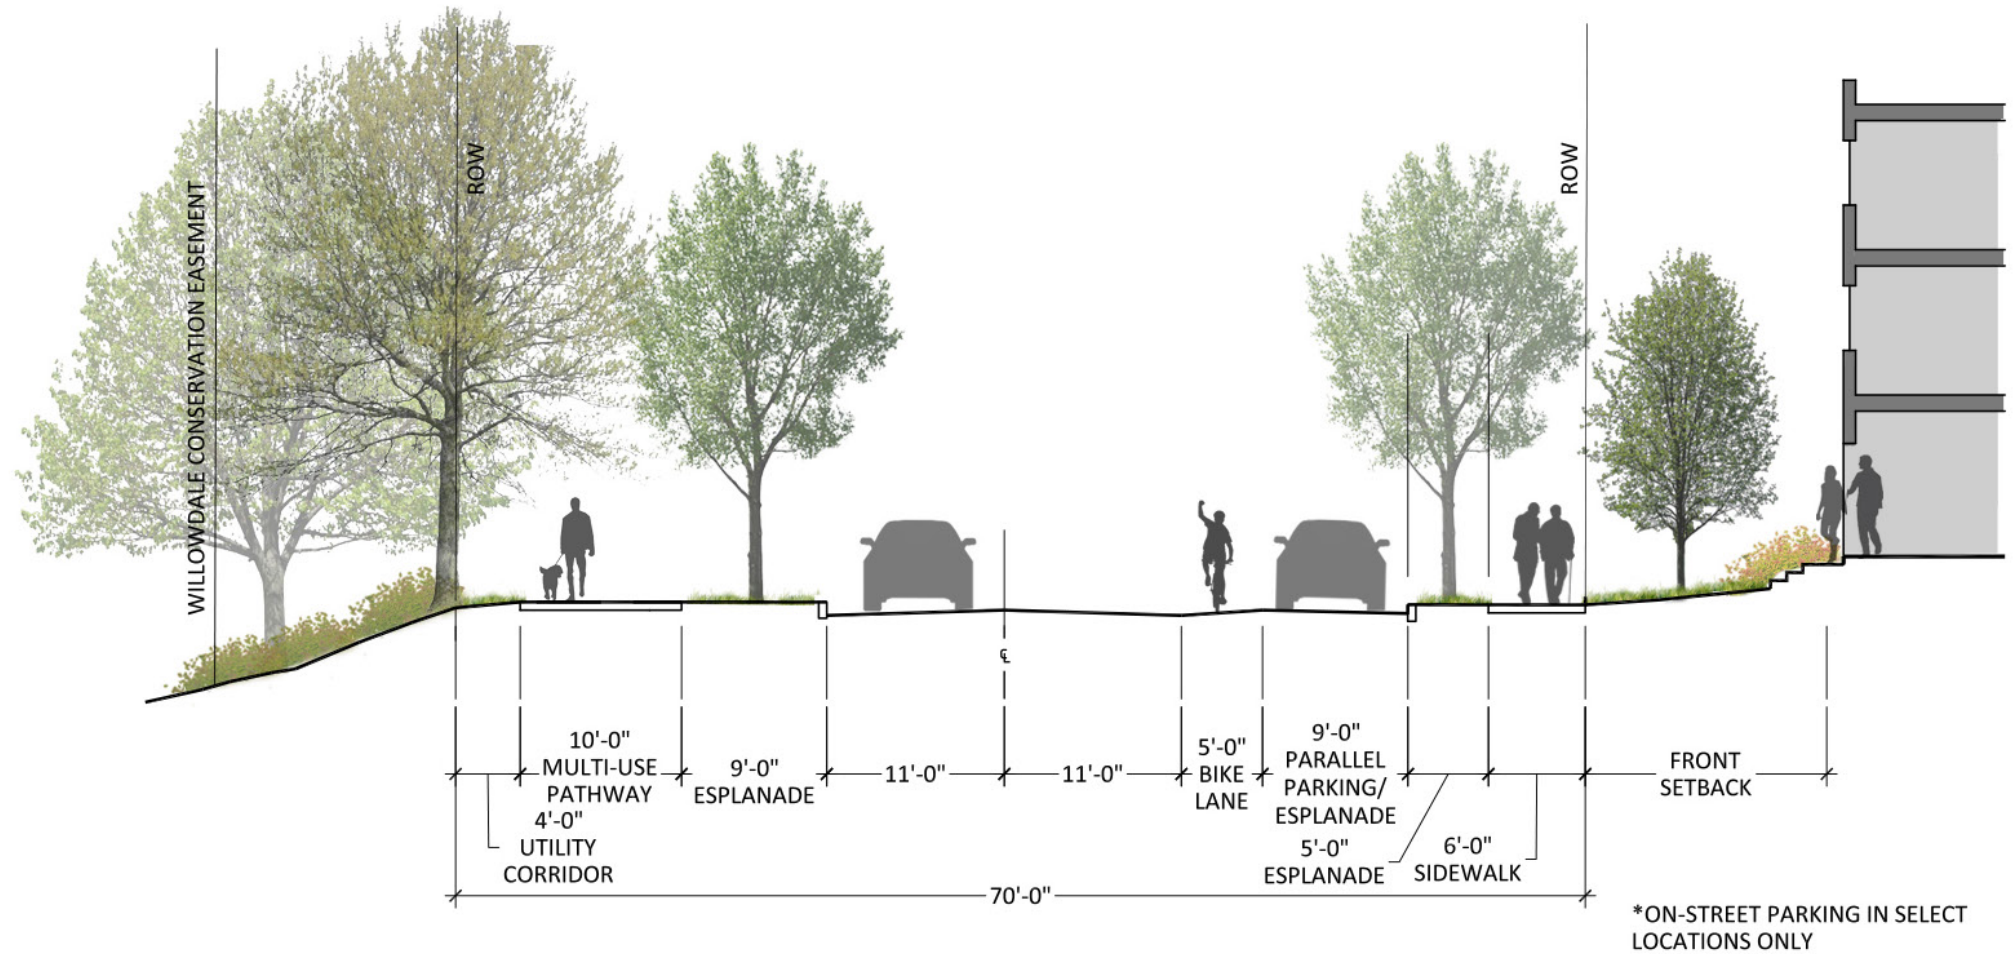 WILLOWDALE CONSERVATION EASEMENT
ROW
ROW
℄
10'-0"
MULTI-USE
PATHWAY
9'-0"
ESPLANADE
11'-0"
11'-0"
5'-0"
BIKE
LANE
9'-0"
PARALLEL
PARKING/
ESPLANADE
FRONT
SETBACK
4'-0"
UTILITY
CORRIDOR
5'-0"
ESPLANADE
6'-0"
SIDEWALK
70'-0"
*ON-STREET PARKING IN SELECT
LOCATIONS ONLY